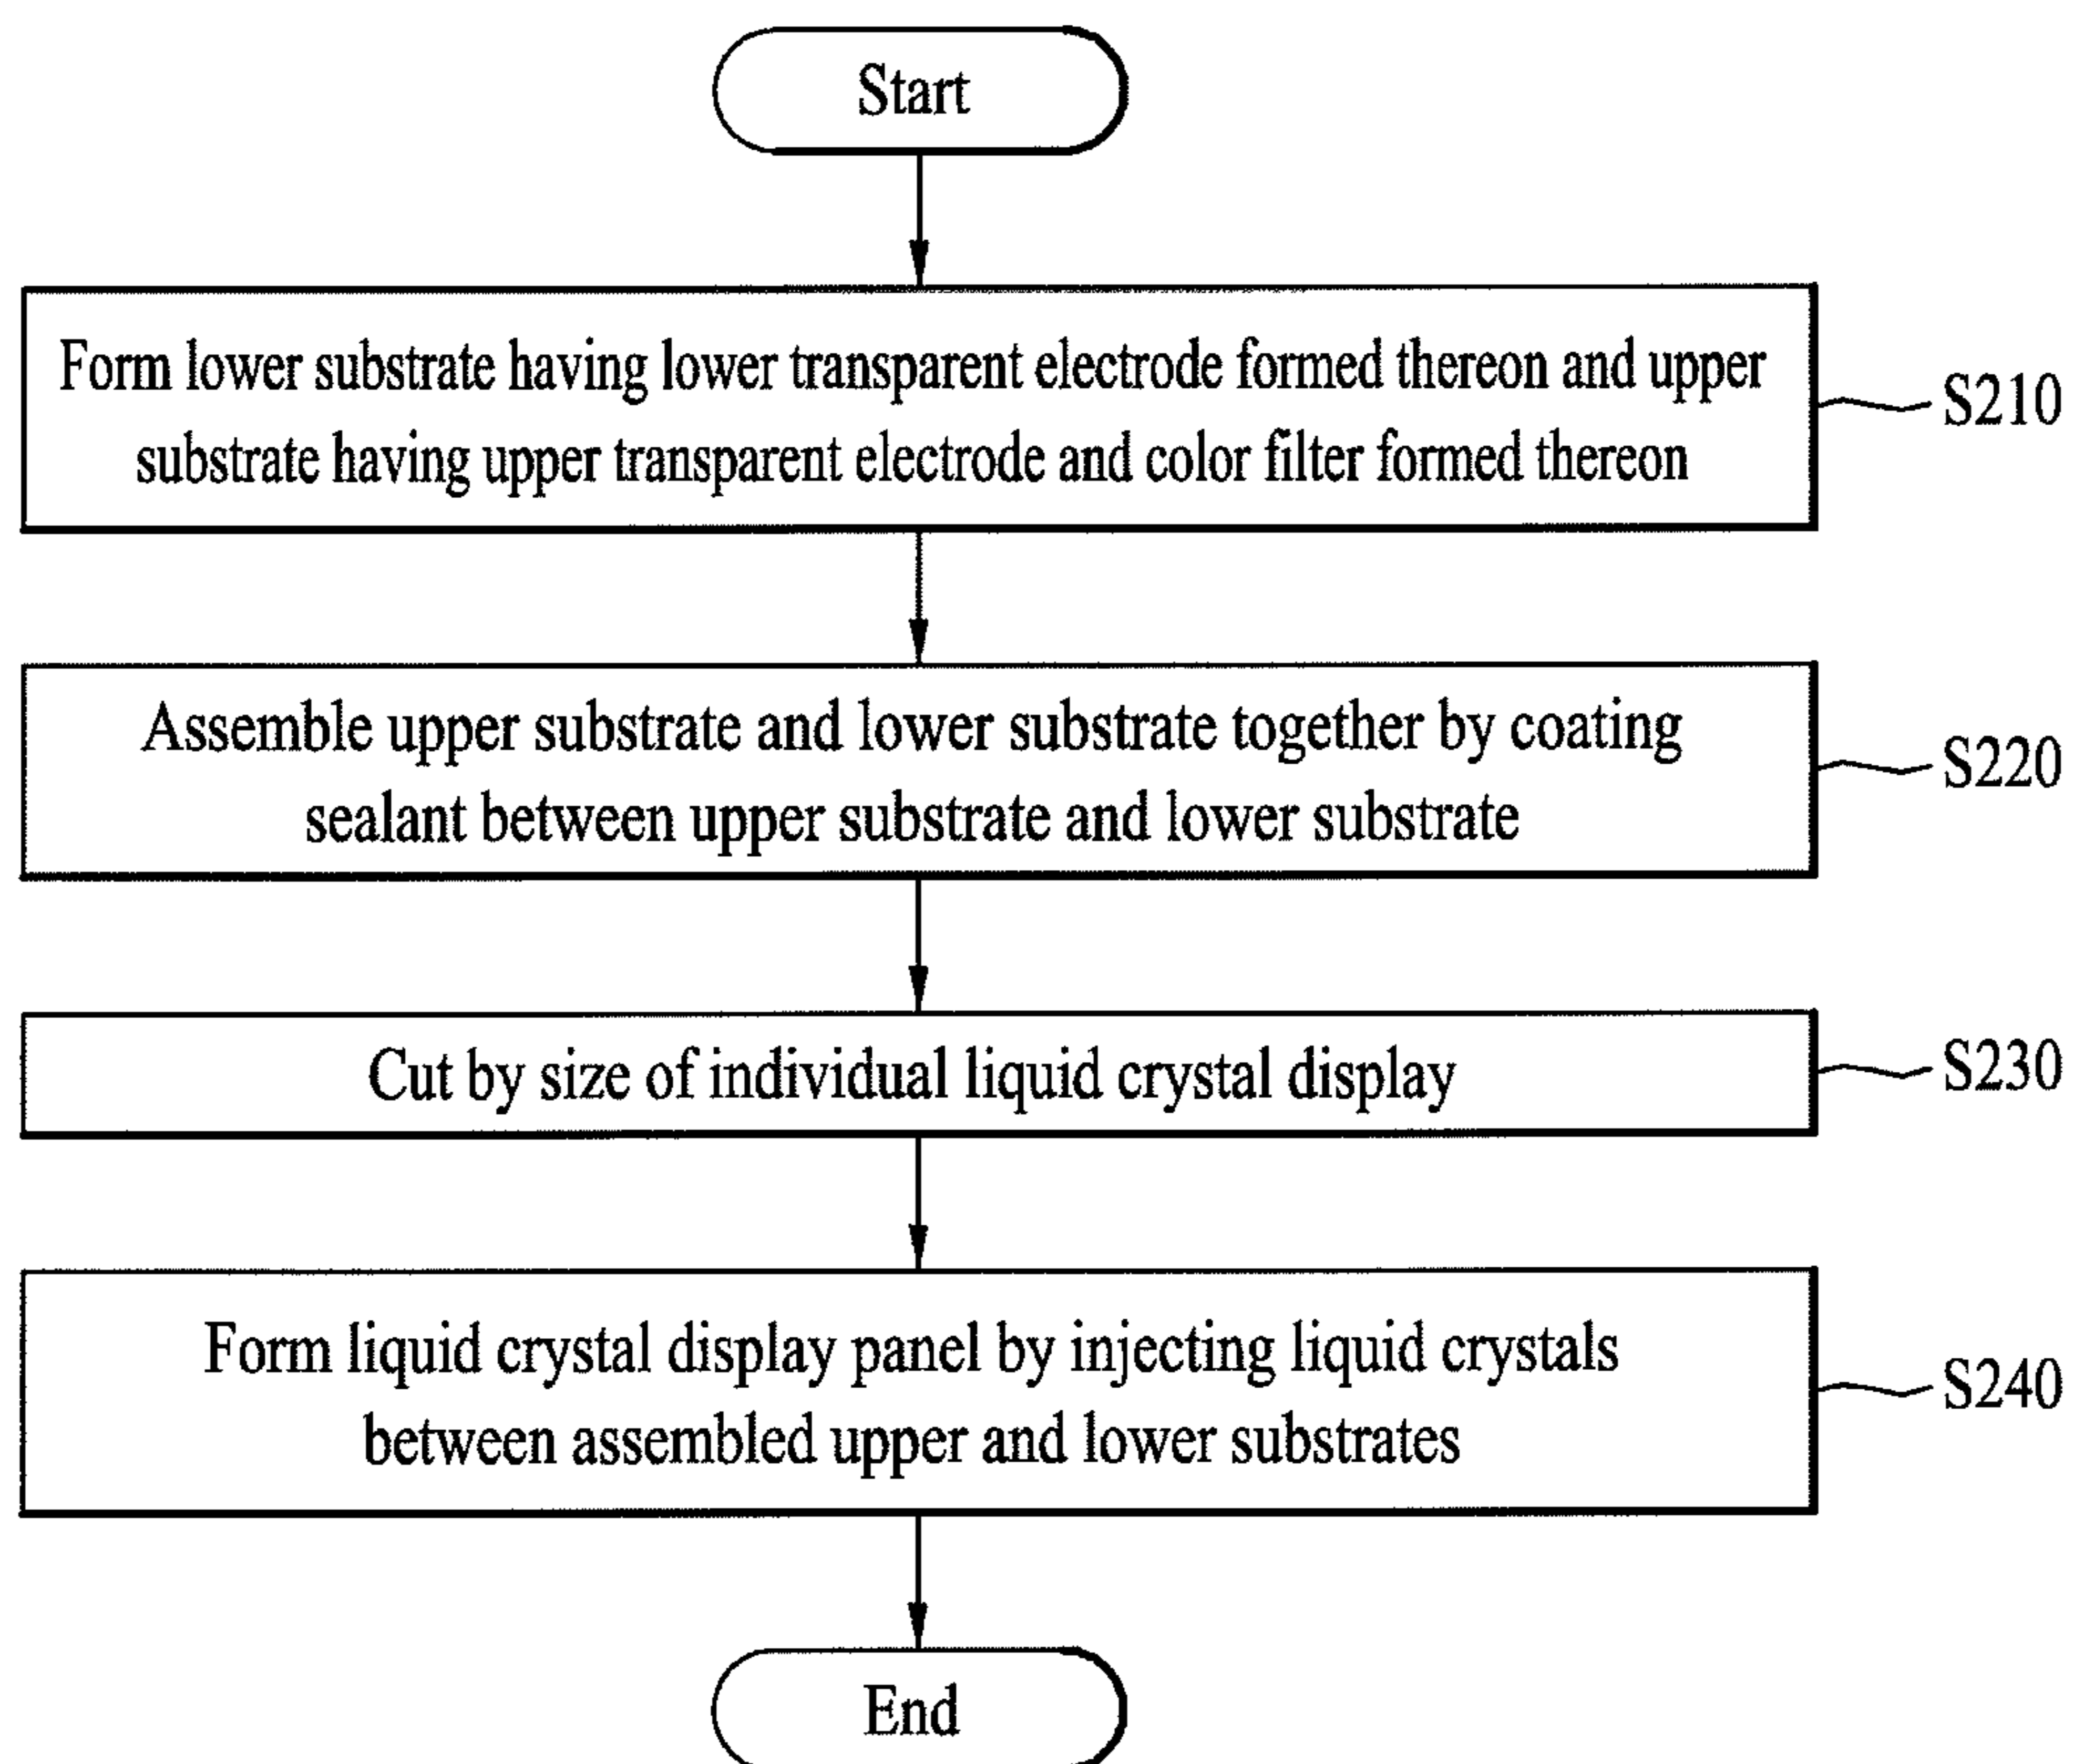 Start
Form lower substrate having lower transparent electrode formed thereon and upper
substrate having upper transparent electrode and color filter formed thereon
S210
Assemble upper substrate and lower substrate together by coating
sealant between upper substrate and lower substrate
S220
Cut by size of individual liquid crystal display
S230
Form liquid crystal display panel by injecting liquid crystals
between assembled upper and lower substrates
S240
End